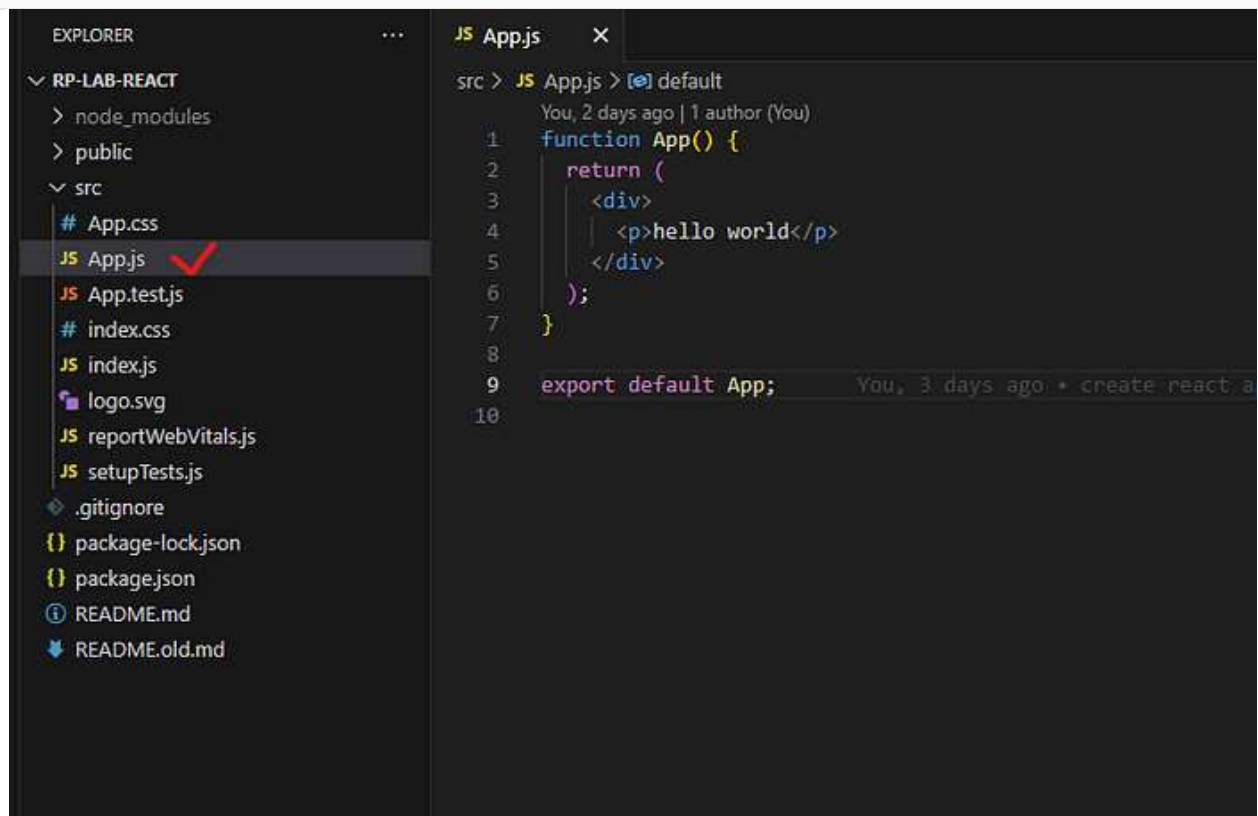 EXPLORER
RP-LAB-REACT
node_modules
public
src
App.css
App.js
App.test.js
index.css
index.js
logo.svg
reportWebVitals.js
setupTests.js
.gitignore
package-lock.json
package.json
README.md
README.old.md
JS App.js
src > JS App.js > default
You, 2 days ago | 1 author (You)
1 function App() {
2 return (
3 <div>
4 <p>hello world</p>
5 </div>
6 );
7 }
8
9 export default App; You, 3 days ago • create react a
10